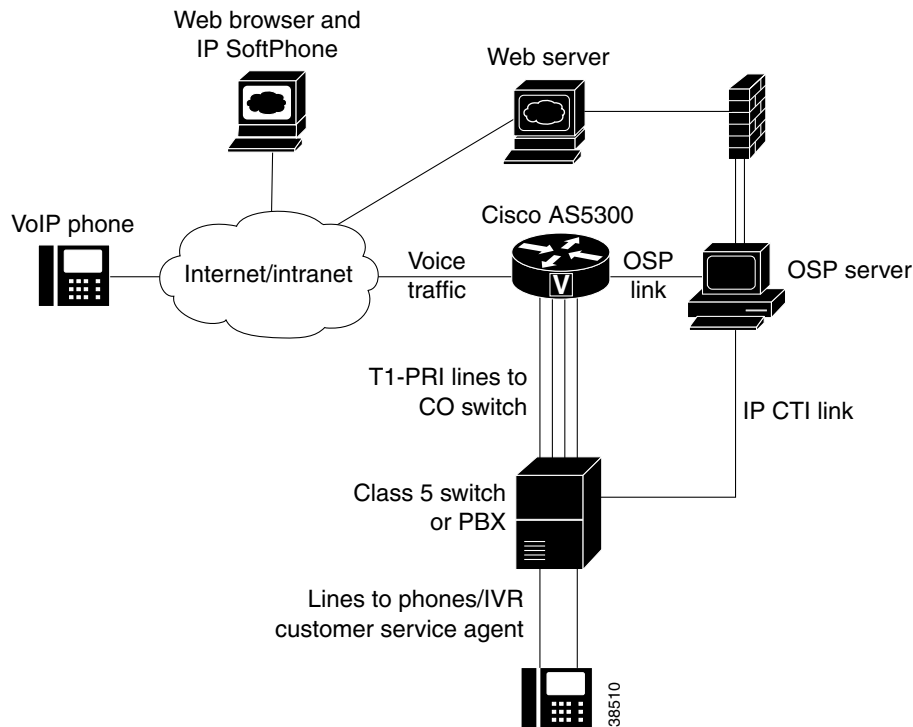 Web browser and
IP SoftPhone
Web server
VoIP phone
Cisco AS5300
Internet/intranet
Voice
traffic
OSP
link
OSP server
V
T1-PRI lines to
CO switch
IP CTI link
Class 5 switch
or PBX
Lines to phones/IVR
customer service agent
38510